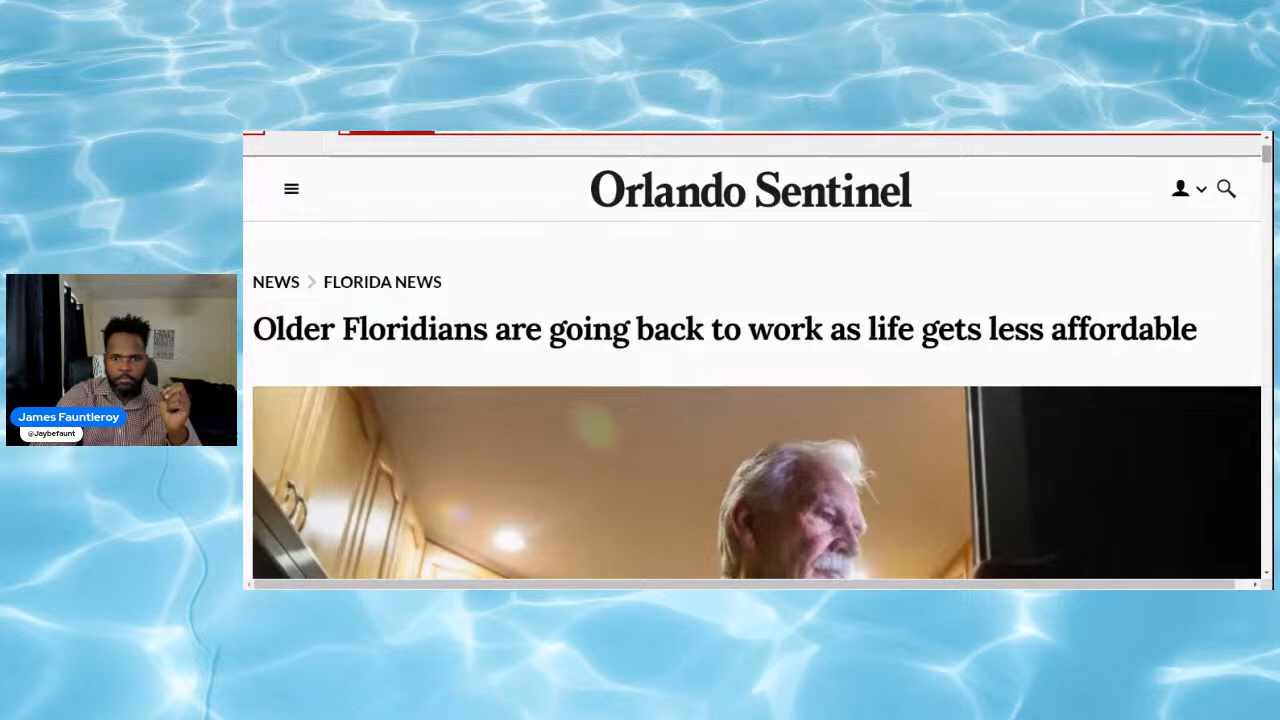 Orlando Sentinel
NEWS > FLORIDA NEWS
Older Floridians are going back to work as life gets less affordable
James Fauntleroy
@Jaybefaunt